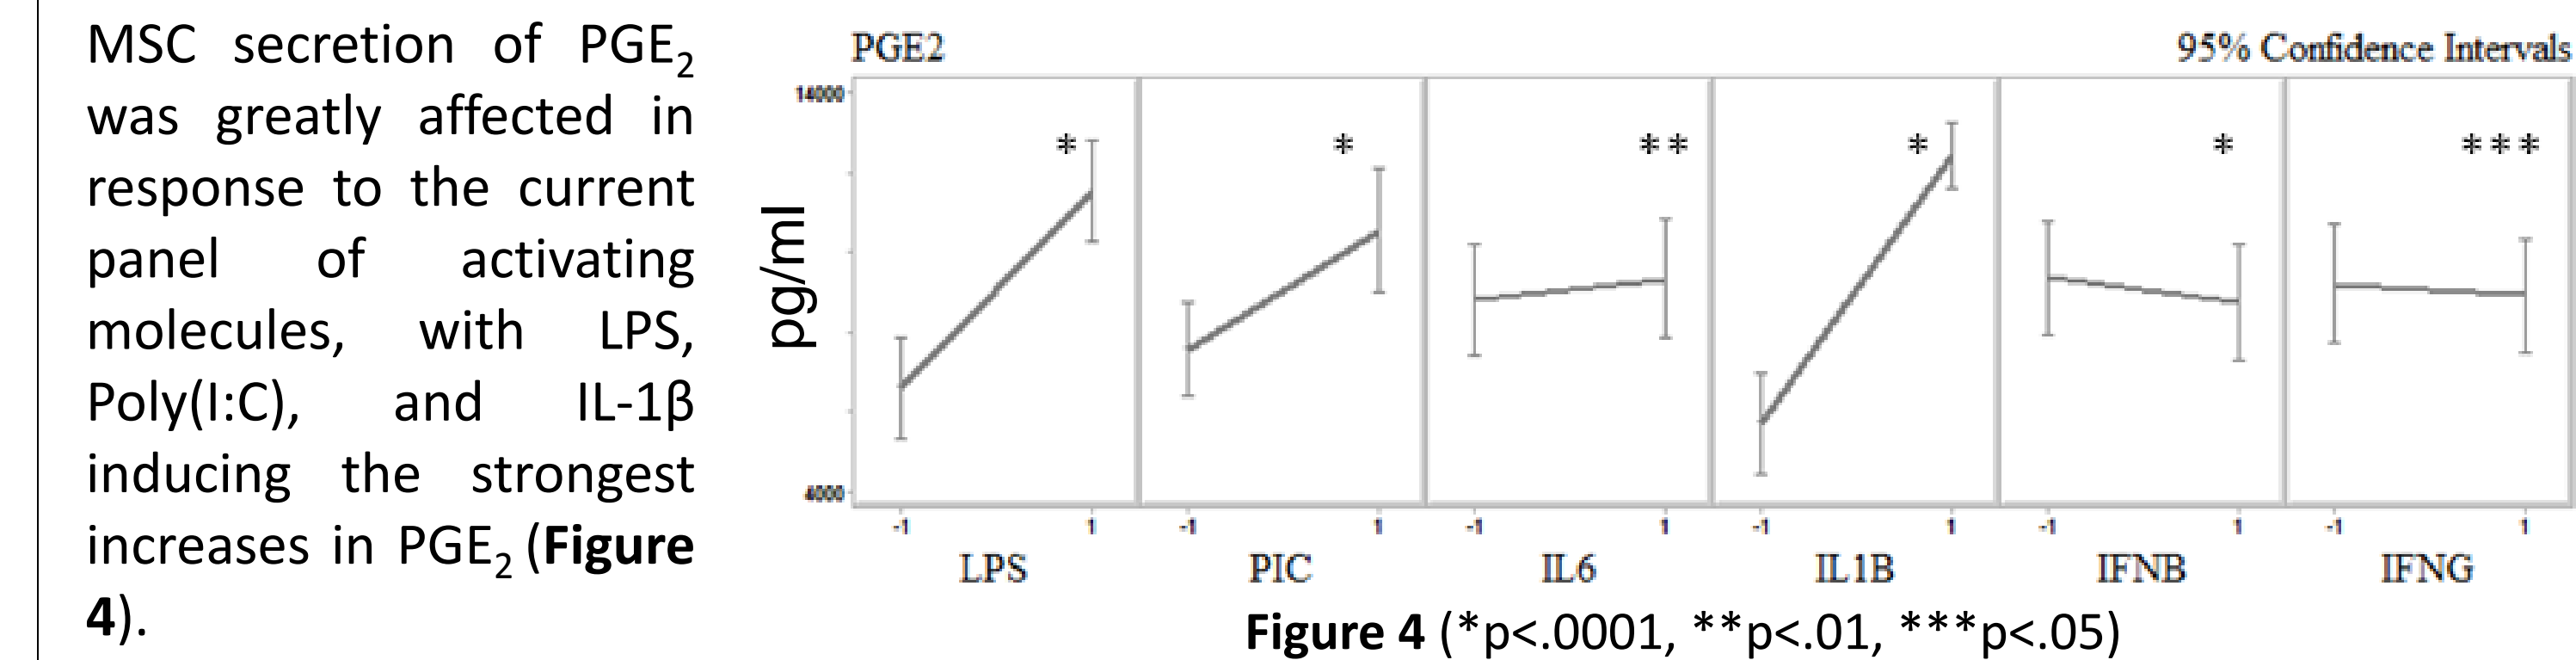 MSC secretion of PGE₂
was greatly affected in
response to the current
panel of activating
molecules, with LPS,
Poly(I:C), and IL-1β
inducing the strongest
increases in PGE₂ (Figure
4).
PGE2 95% Confidence Intervals
14000
pg/ml
4000
* * ** * * ***
-1 1 -1 1 -1 1 -1 1 -1 1 -1 1
LPS PIC IL6 IL1B IFNB IFNG
Figure 4 (*p<.0001, **p<.01, ***p<.05)